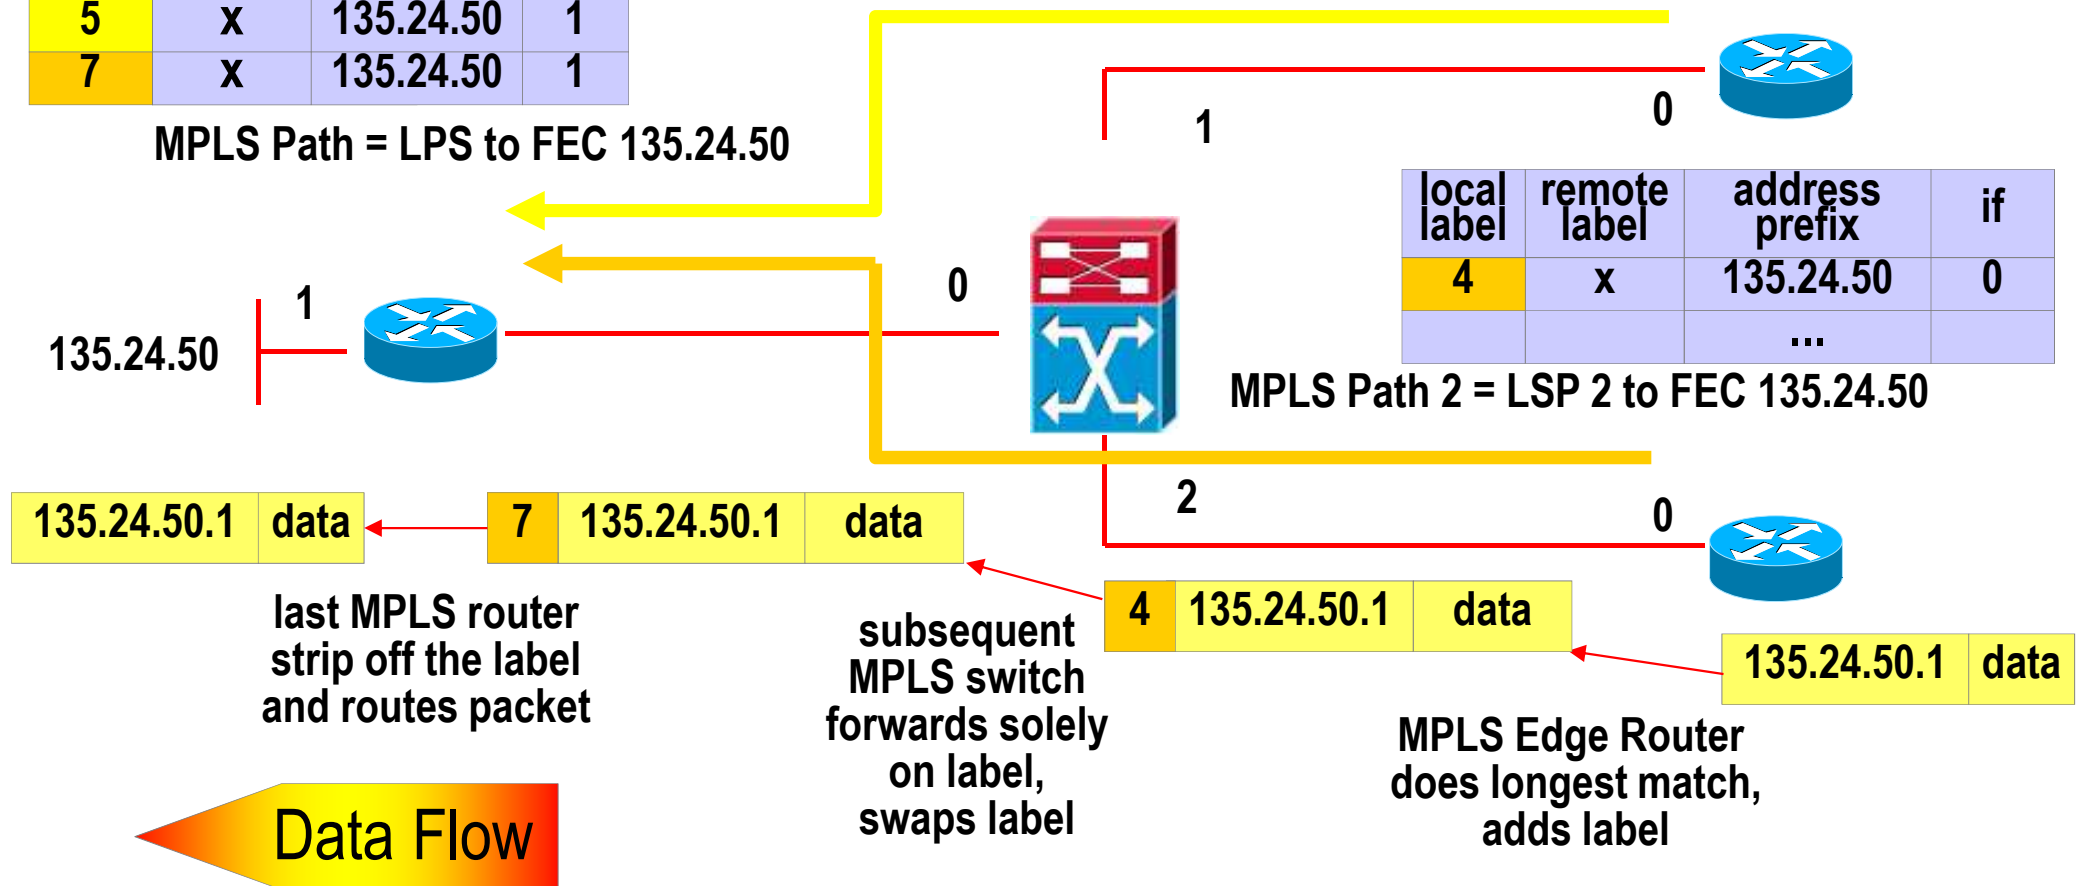 5 x 135.24.50 1
7 x 135.24.50 1
MPLS Path = LPS to FEC 135.24.50
1
0
local label remote label address prefix if
4 x 135.24.50 0
...
MPLS Path 2 = LSP 2 to FEC 135.24.50
0
1
135.24.50
2
0
135.24.50.1 data
7 135.24.50.1 data
4 135.24.50.1 data
135.24.50.1 data
last MPLS router
strip off the label
and routes packet
subsequent
MPLS switch
forwards solely
on label,
swaps label
MPLS Edge Router
does longest match,
adds label
Data Flow